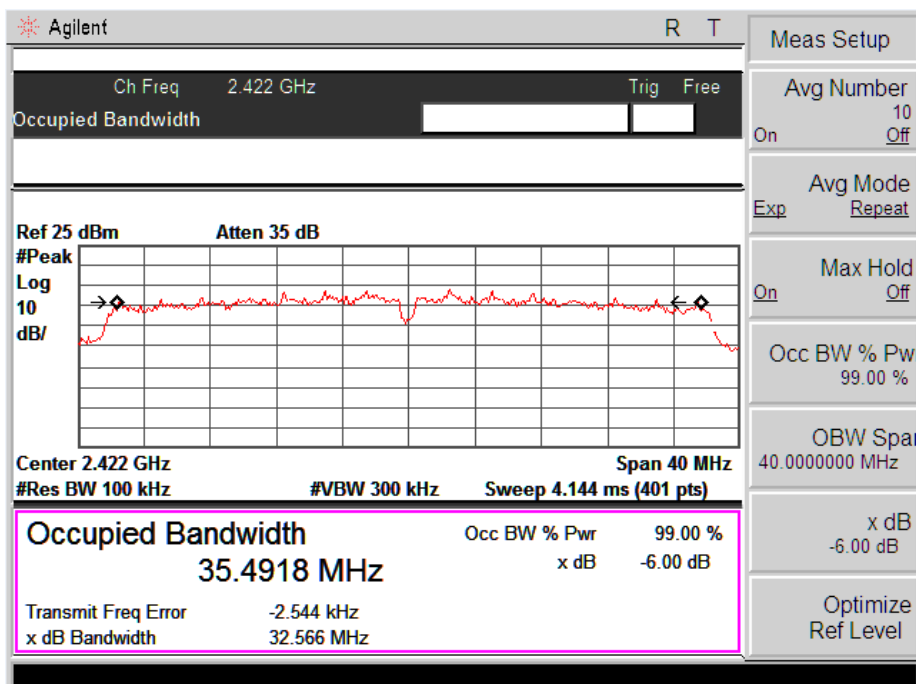 Agilent R T
Ch Freq 2.422 GHz Trig Free
Occupied Bandwidth
Ref 25 dBm Atten 35 dB
#Peak
Log
10
dB/
Center 2.422 GHz Span 40 MHz
#Res BW 100 kHz #VBW 300 kHz Sweep 4.144 ms (401 pts)
Occupied Bandwidth
35.4918 MHz
Occ BW % Pwr 99.00 %
x dB -6.00 dB
Transmit Freq Error -2.544 kHz
x dB Bandwidth 32.566 MHz
Meas Setup
Avg Number
10
On Off
Avg Mode
Exp Repeat
Max Hold
On Off
Occ BW % Pw
99.00 %
OBW Spa
40.0000000 MHz
x dB
-6.00 dB
Optimize
Ref Level